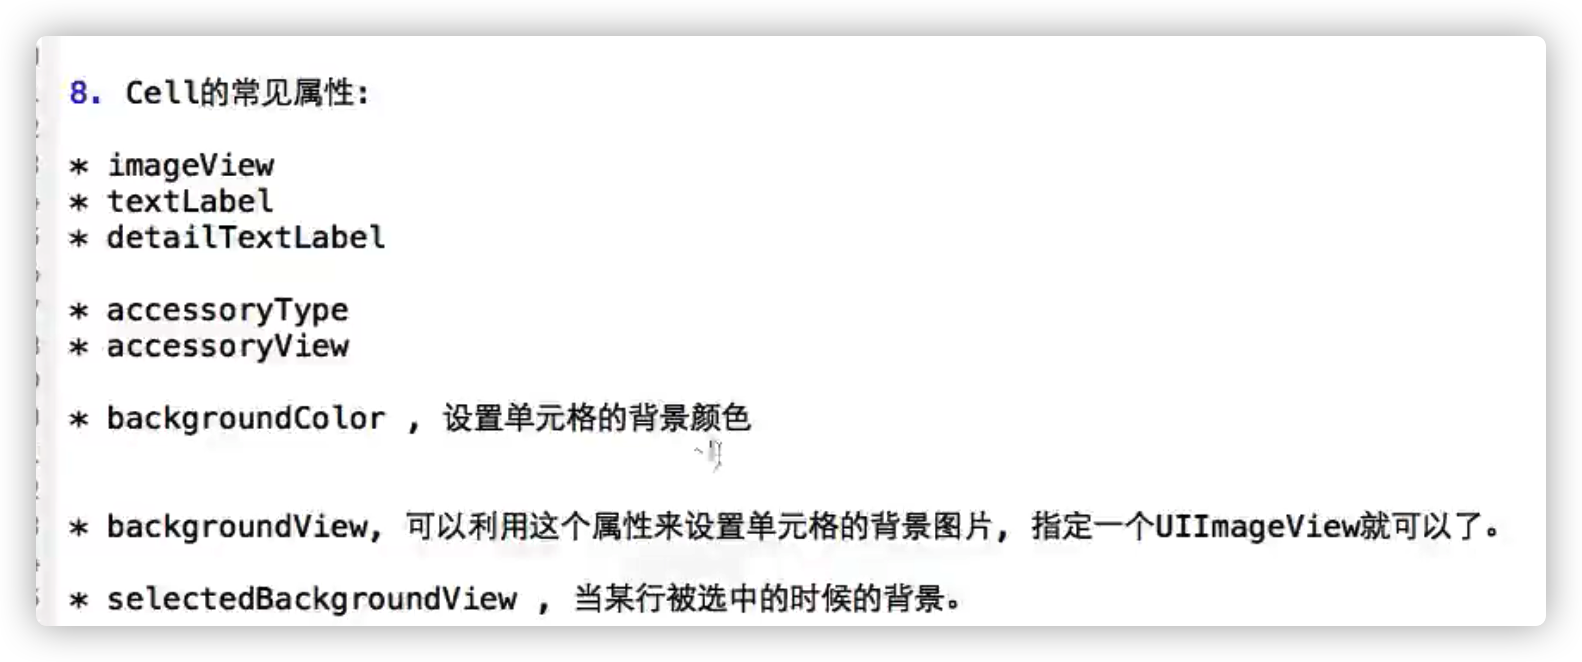 8. Cell的常见属性:
* imageView
* textLabel
* detailTextLabel
* accessoryType
* accessoryView
* backgroundColor , 设置单元格的背景颜色
* backgroundView, 可以利用这个属性来设置单元格的背景图片, 指定一个UIImageView就可以了。
* selectedBackgroundView , 当某行被选中的时候的背景。